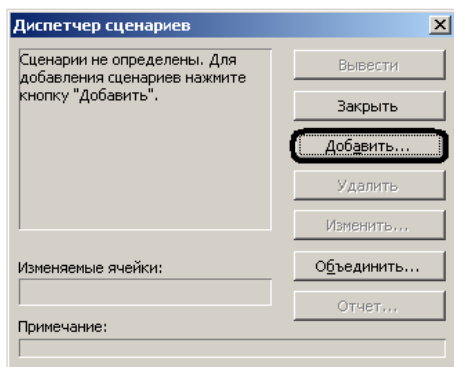 Диспетчер сценариев
Сценарии не определены. Для
добавления сценариев нажмите
кнопку "Добавить".
Вывести
Закрыть
Добавить...
Удалить
Изменить...
Объединить...
Отчет...
Изменяемые ячейки:
Примечание: